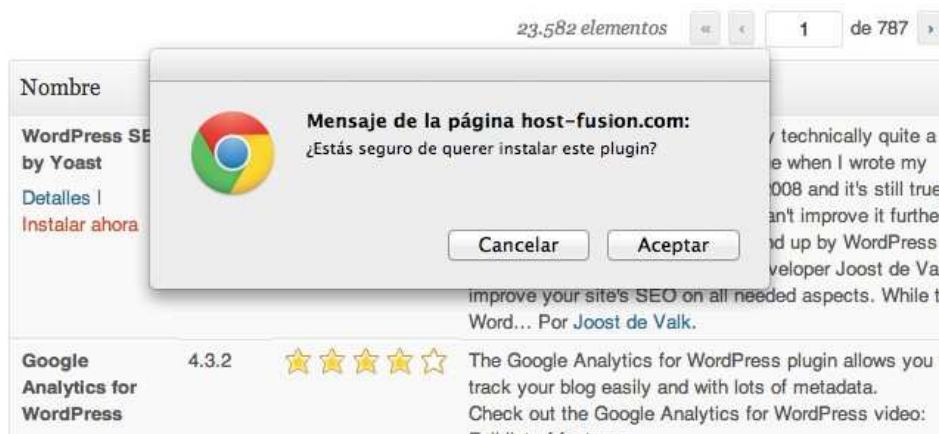 23.582 elementos « ‹ 1 de 787 ›
Nombre
Mensaje de la página host-fusion.com:
¿Estás seguro de querer instalar este plugin?
Cancelar Aceptar
WordPress SE
by Yoast
Detalles |
Instalar ahora
technically quite a
when I wrote my
008 and it's still true
improve it furthe
up by WordPress
Joost de Va
improve your site's SEO on all needed aspects. While t
Word... Por Joost de Valk.
Google
Analytics for
WordPress
4.3.2
The Google Analytics for WordPress plugin allows you
track your blog easily and with lots of metadata.
Check out the Google Analytics for WordPress video: